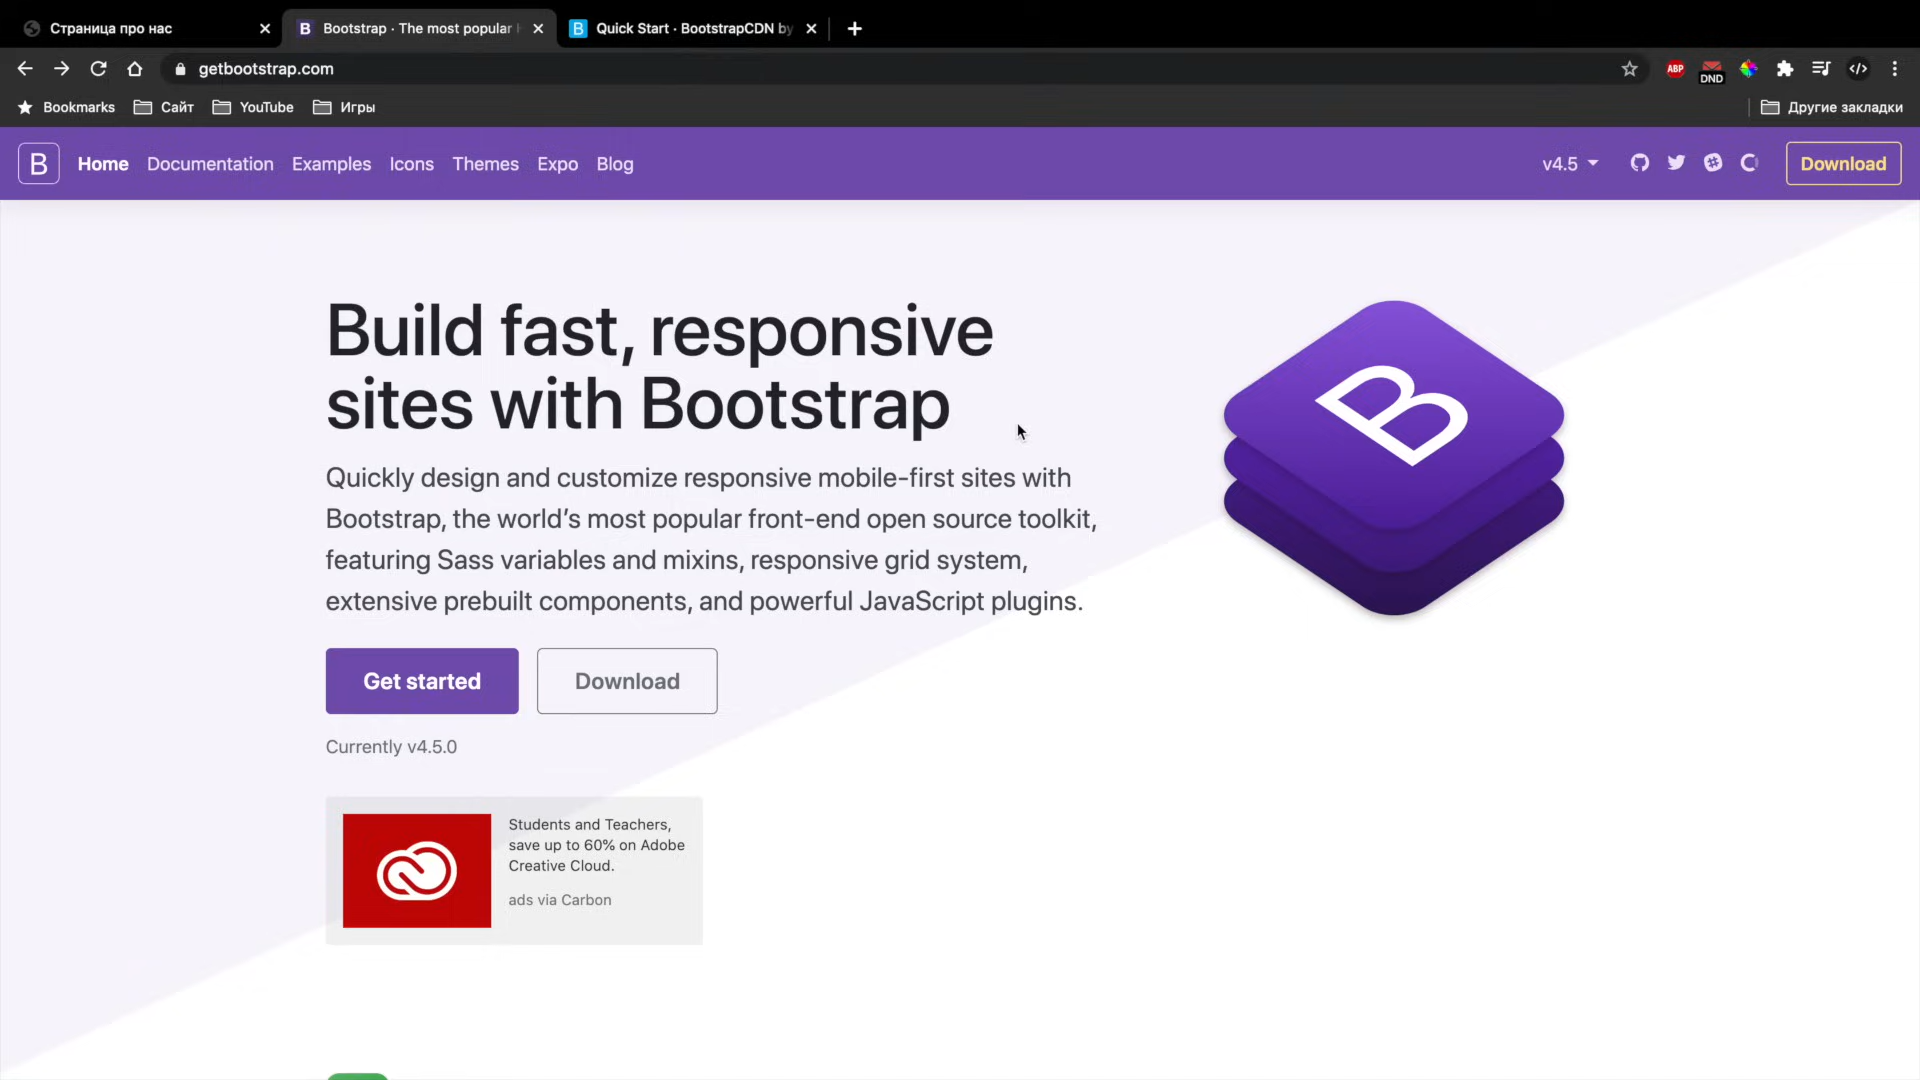 Страница про нас
Bootstrap · The most popular
Quick Start · BootstrapCDN by
getbootstrap.com
ABP
DND
Bookmarks
Сайт
YouTube
Игры
Другие закладки
B
Home
Documentation
Examples
Icons
Themes
Expo
Blog
v4.5
Download
Build fast, responsive
sites with Bootstrap
B
Quickly design and customize responsive mobile-first sites with
Bootstrap, the world’s most popular front-end open source toolkit,
featuring Sass variables and mixins, responsive grid system,
extensive prebuilt components, and powerful JavaScript plugins.
Get started
Download
Currently v4.5.0
Students and Teachers,
save up to 60% on Adobe
Creative Cloud.
ads via Carbon